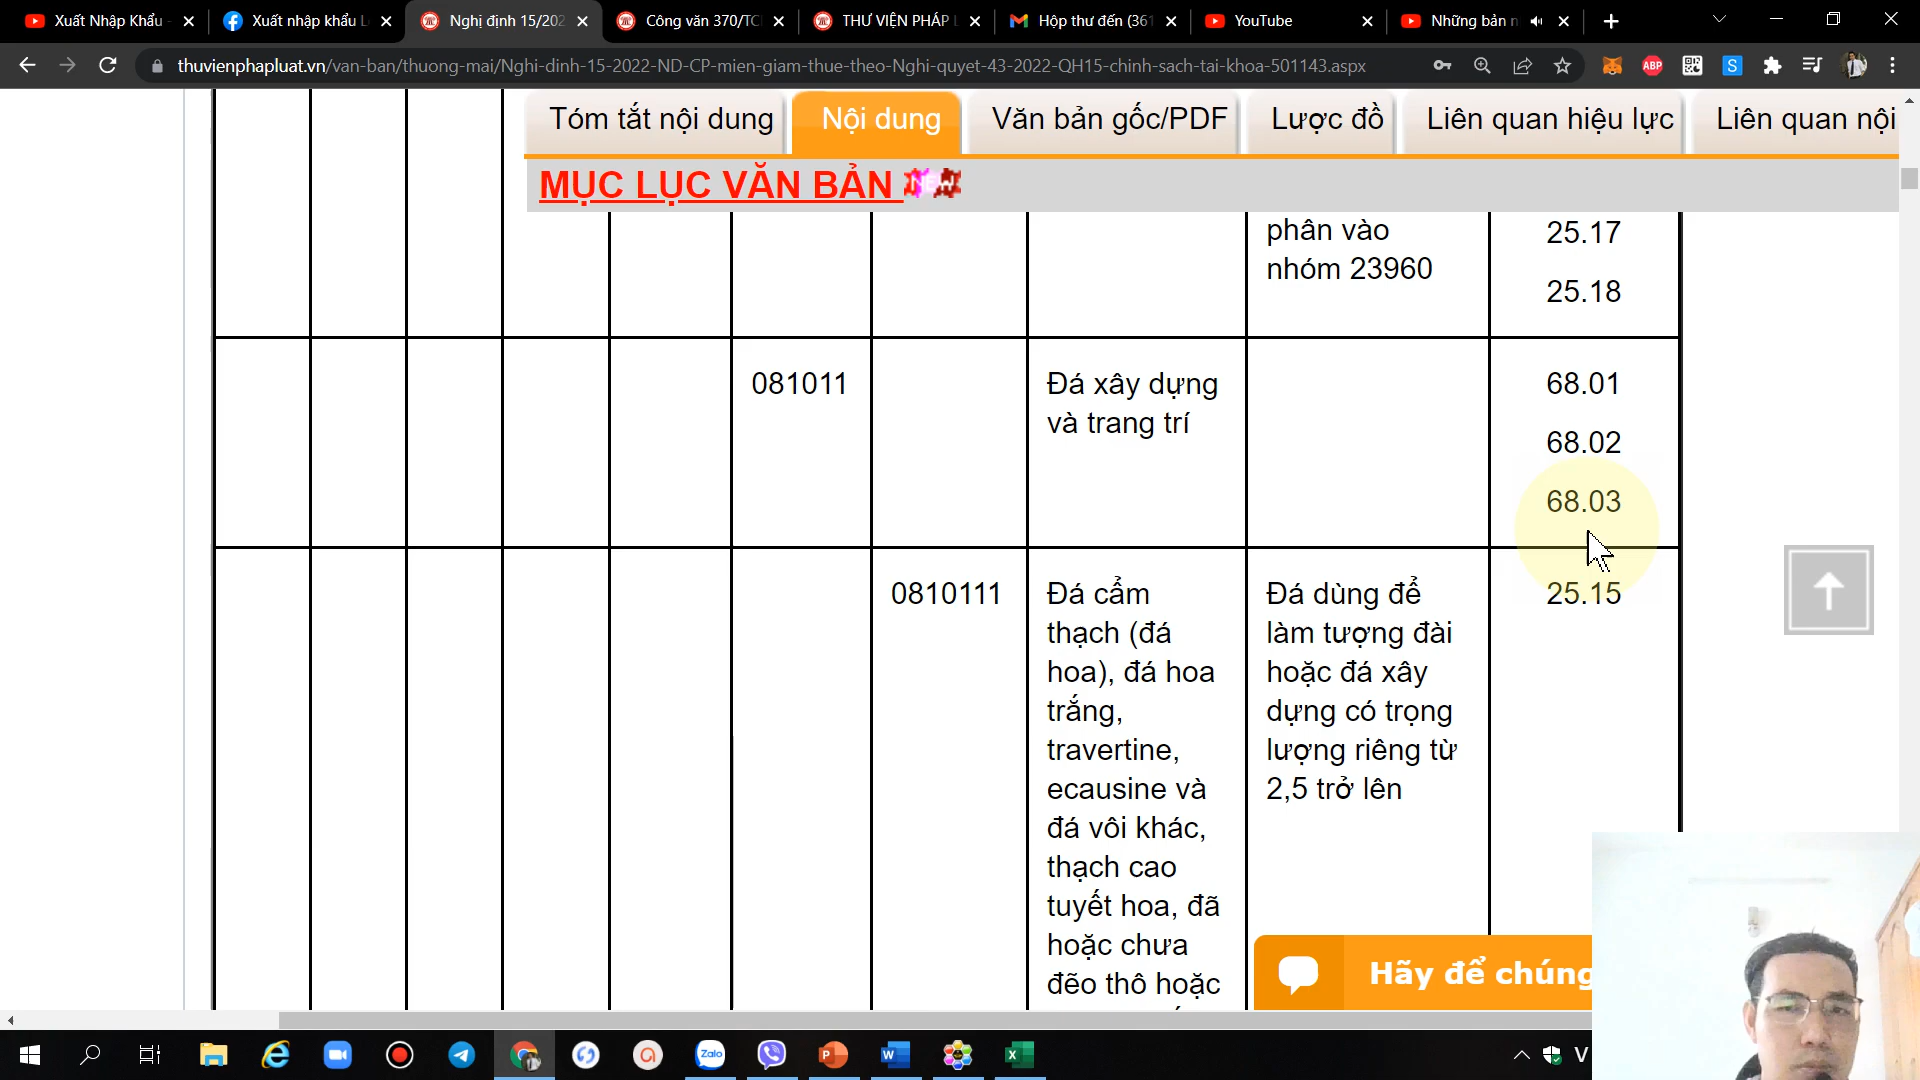 Xuất Nhập Khẩu
Xuất nhập khẩu L
Nghị định 15/202
Công văn 370/TC
THƯ VIỆN PHÁP L
Hộp thư đến (361
YouTube
Những bản n
thuvienphapluat.vn/van-ban/thuong-mai/Nghi-dinh-15-2022-ND-CP-mien-giam-thue-theo-Nghi-quyet-43-2022-QH15-chinh-sach-tai-khoa-501143.aspx
ABP
S
Tóm tắt nội dung
Nội dung
Văn bản gốc/PDF
Lược đồ
Liên quan hiệu lực
Liên quan nội
MỤC LỤC VĂN BẢN
NEW
phân vào
nhóm 23960
25.17
25.18
081011
Đá xây dựng
và trang trí
68.01
68.02
68.03
0810111
Đá cẩm
thạch (đá
hoa), đá hoa
trắng,
travertine,
ecausine và
đá vôi khác,
thạch cao
tuyết hoa, đã
hoặc chưa
đẽo thô hoặc
Đá dùng để
làm tượng đài
hoặc đá xây
dựng có trọng
lượng riêng từ
2,5 trở lên
25.15
Hãy để chúng
Zalo
P
W
X
V